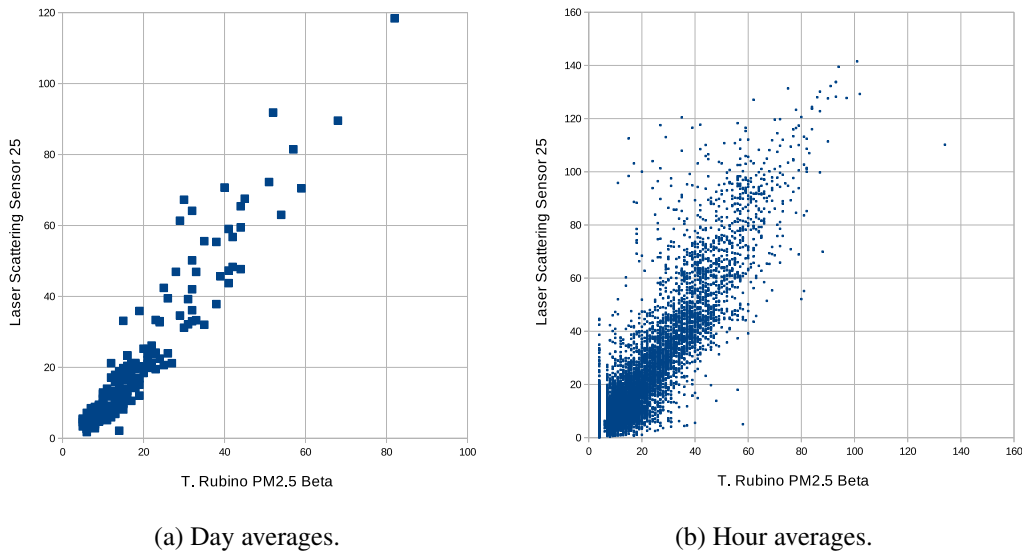 120
100
80
60
40
20
0
Laser Scattering Sensor 25
0 20 40 60 80 100
T. Rubino PM2.5 Beta
(a) Day averages.
160
140
120
100
80
60
40
20
0
Laser Scattering Sensor 25
0 20 40 60 80 100 120 140 160
T. Rubino PM2.5 Beta
(b) Hour averages.